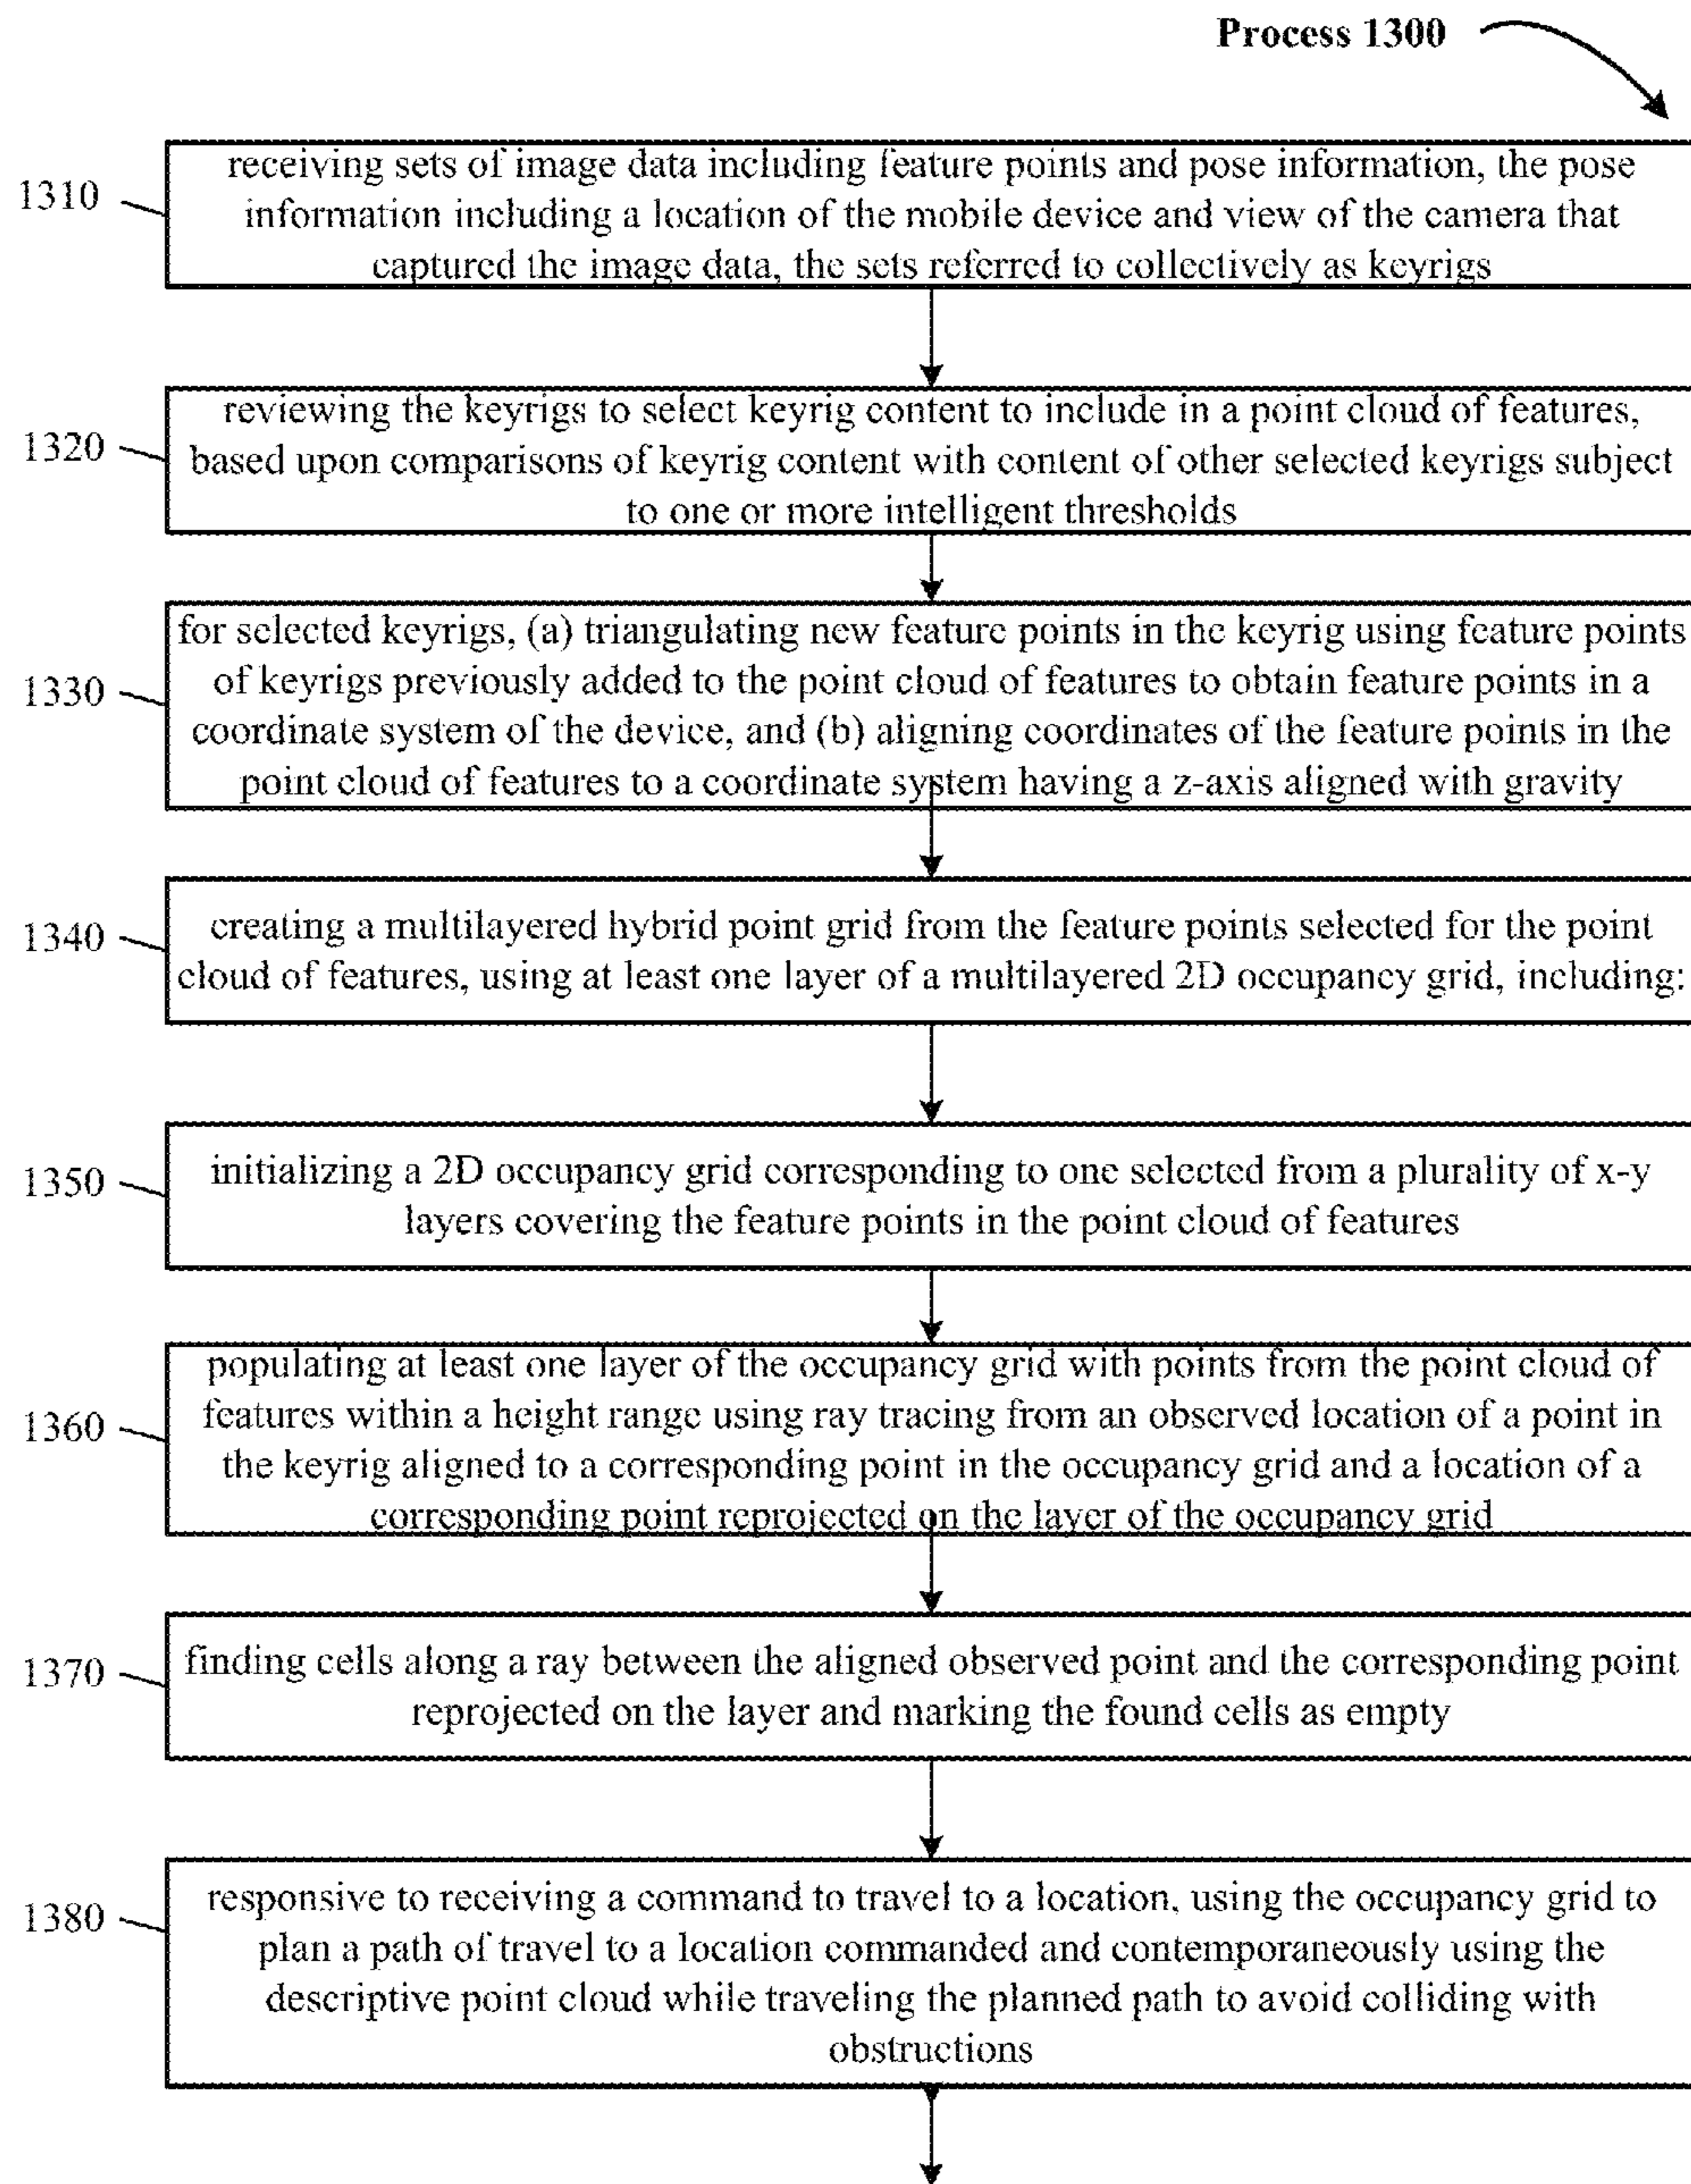 Process 1300
1310
receiving sets of image data including feature points and pose information, the pose
information including a location of the mobile device and view of the camera that
captured the image data, the sets referred to collectively as keyrigs
1320
reviewing the keyrigs to select keyrig content to include in a point cloud of features,
based upon comparisons of keyrig content with content of other selected keyrigs subject
to one or more intelligent thresholds
1330
for selected keyrigs, (a) triangulating new feature points in the keyrig using feature points
of keyrigs previously added to the point cloud of features to obtain feature points in a
coordinate system of the device, and (b) aligning coordinates of the feature points in the
point cloud of features to a coordinate system having a z-axis aligned with gravity
1340
creating a multilayered hybrid point grid from the feature points selected for the point
cloud of features, using at least one layer of a multilayered 2D occupancy grid, including:
1350
initializing a 2D occupancy grid corresponding to one selected from a plurality of x-y
layers covering the feature points in the point cloud of features
1360
populating at least one layer of the occupancy grid with points from the point cloud of
features within a height range using ray tracing from an observed location of a point in
the keyrig aligned to a corresponding point in the occupancy grid and a location of a
corresponding point reprojected on the layer of the occupancy grid
1370
finding cells along a ray between the aligned observed point and the corresponding point
reprojected on the layer and marking the found cells as empty
1380
responsive to receiving a command to travel to a location, using the occupancy grid to
plan a path of travel to a location commanded and contemporaneously using the
descriptive point cloud while traveling the planned path to avoid colliding with
obstructions